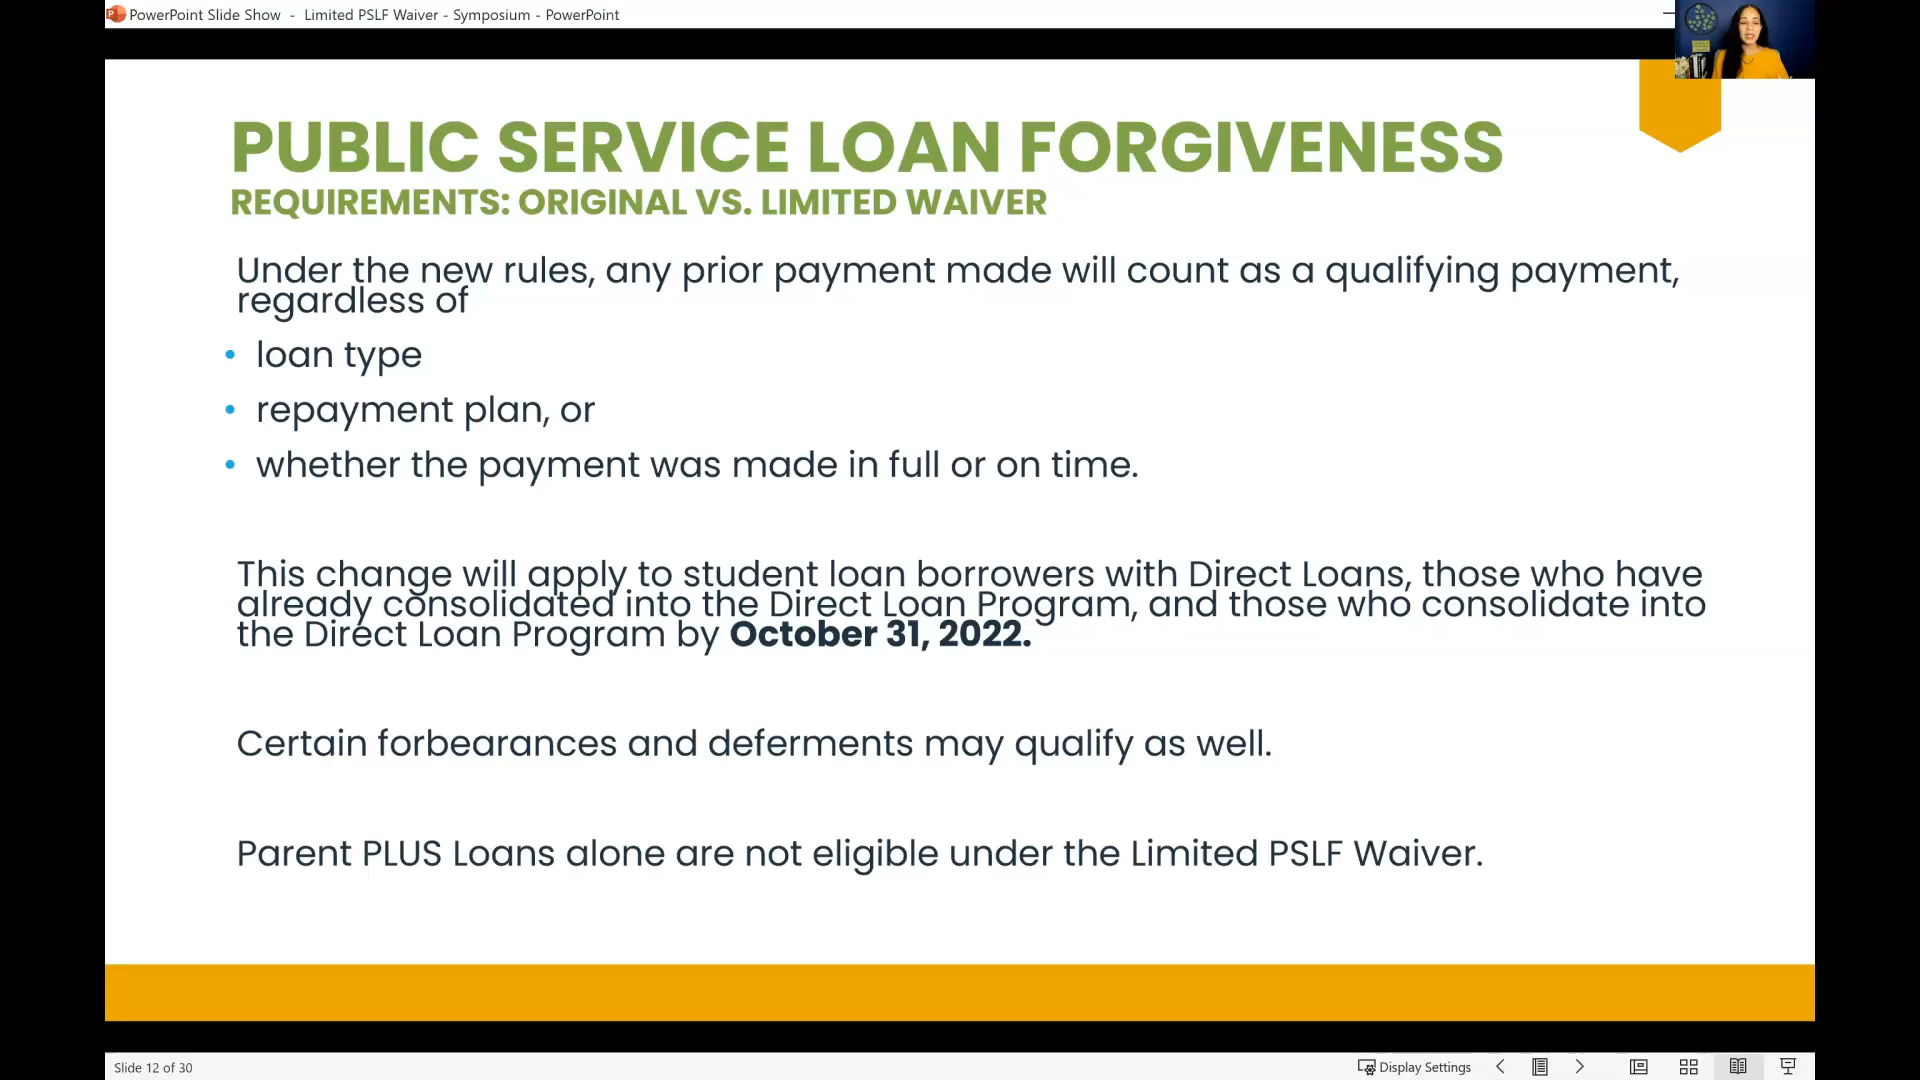 PowerPoint Slide Show - Limited PSLF Waiver - Symposium - PowerPoint
PUBLIC SERVICE LOAN FORGIVENESS
REQUIREMENTS: ORIGINAL VS. LIMITED WAIVER
Under the new rules, any prior payment made will count as a qualifying payment,
regardless of
• loan type
• repayment plan, or
• whether the payment was made in full or on time.
This change will apply to student loan borrowers with Direct Loans, those who have
already consolidated into the Direct Loan Program, and those who consolidate into
the Direct Loan Program by October 31, 2022.
Certain forbearances and deferments may qualify as well.
Parent PLUS Loans alone are not eligible under the Limited PSLF Waiver.
Slide 12 of 30
Display Settings